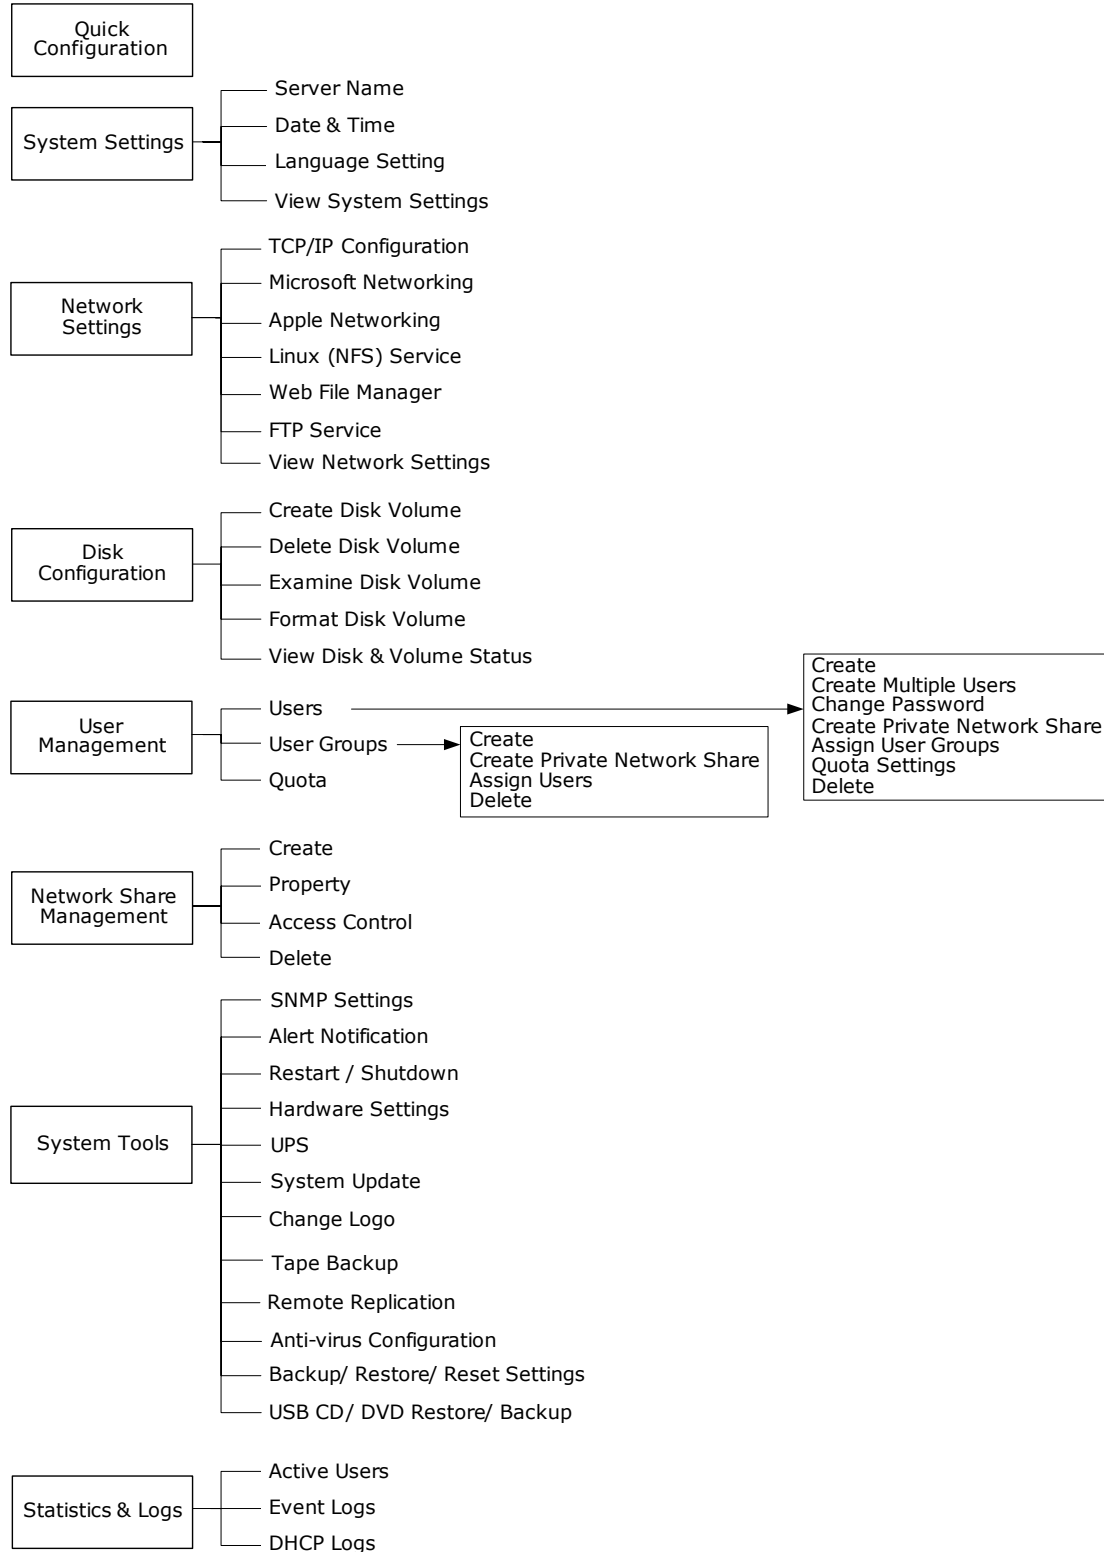 Quick
Configuration
System Settings
Server Name
Date & Time
Language Setting
View System Settings
Network
Settings
TCP/IP Configuration
Microsoft Networking
Apple Networking
Linux (NFS) Service
Web File Manager
FTP Service
View Network Settings
Disk
Configuration
Create Disk Volume
Delete Disk Volume
Examine Disk Volume
Format Disk Volume
View Disk & Volume Status
User
Management
Users
Create
Create Multiple Users
Change Password
Create Private Network Share
Assign User Groups
Quota Settings
Delete
User Groups
Create
Create Private Network Share
Assign Users
Delete
Quota
Network Share
Management
Create
Property
Access Control
Delete
System Tools
SNMP Settings
Alert Notification
Restart / Shutdown
Hardware Settings
UPS
System Update
Change Logo
Tape Backup
Remote Replication
Anti-virus Configuration
Backup/ Restore/ Reset Settings
USB CD/ DVD Restore/ Backup
Statistics & Logs
Active Users
Event Logs
DHCP Logs